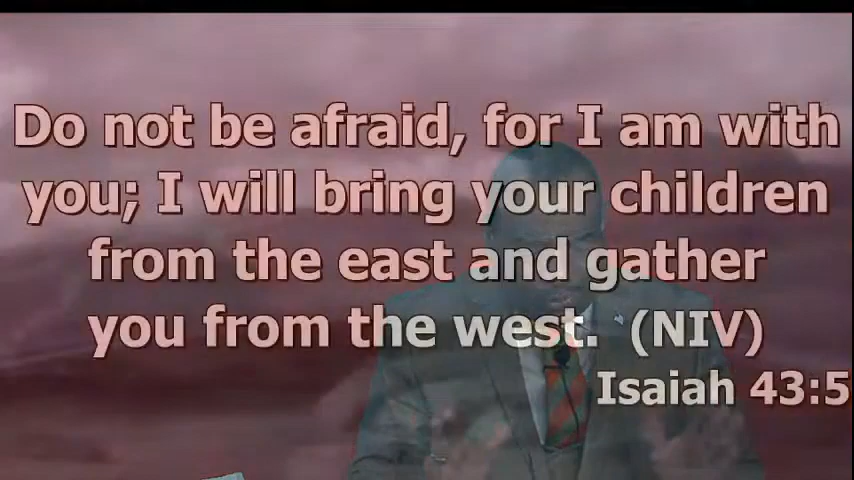 Do not be afraid, for I am with
you; I will bring your children
from the east and gather
you from the west. (NIV)
Isaiah 43:5